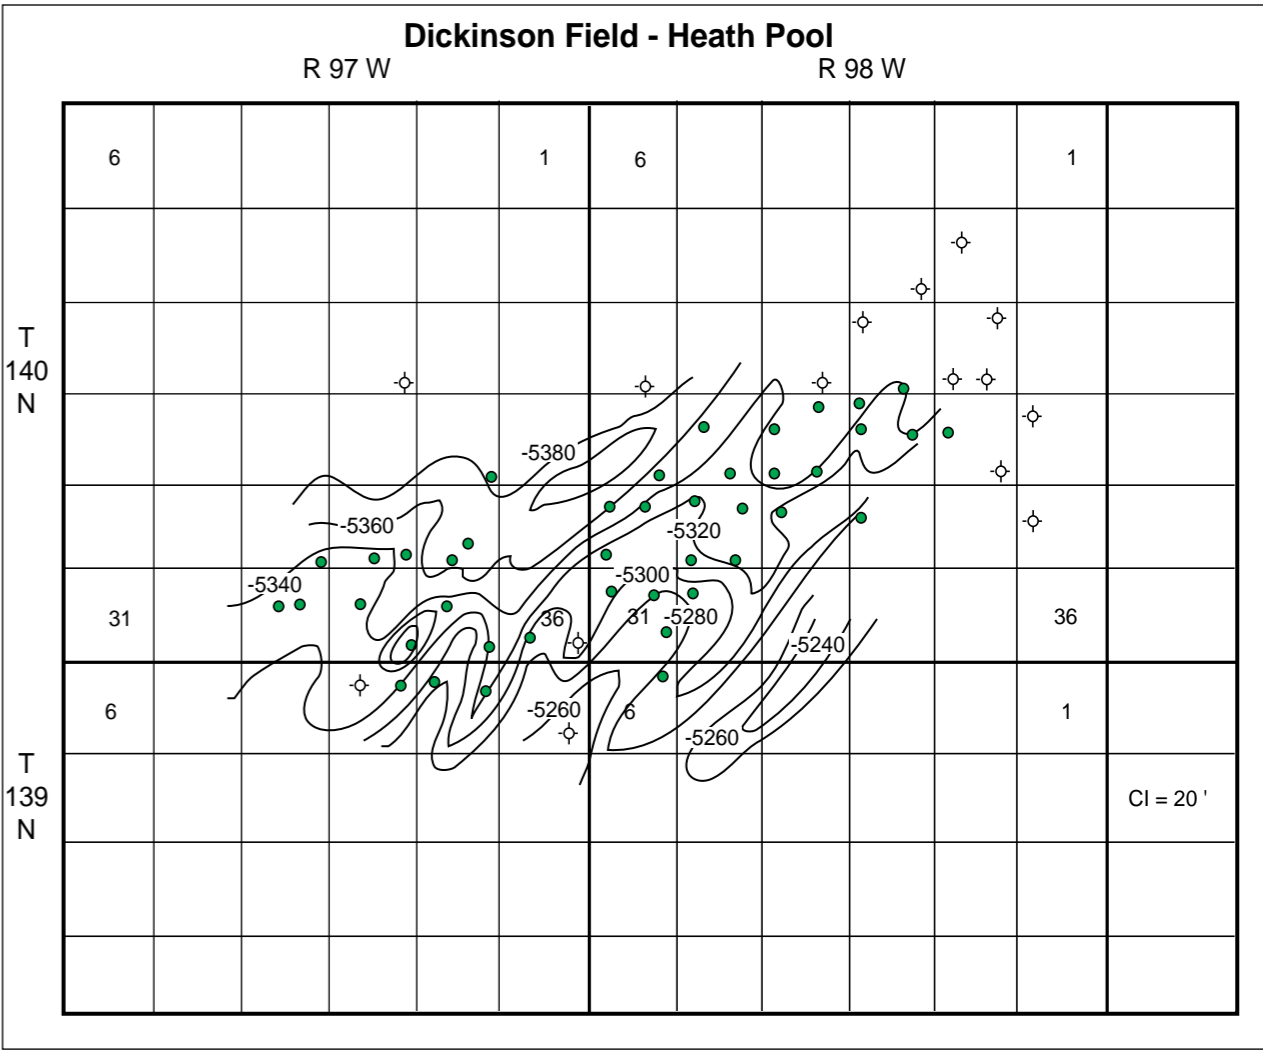 Dickinson Field - Heath Pool
R 97 W R 98 W
6 1 6 1
T
140
N
-5380
-5360
-5320
-5300
-5340
31 36 31 -5280 36
-5240
6 -5260 6 1
-5260
T
139
N
CI = 20 '